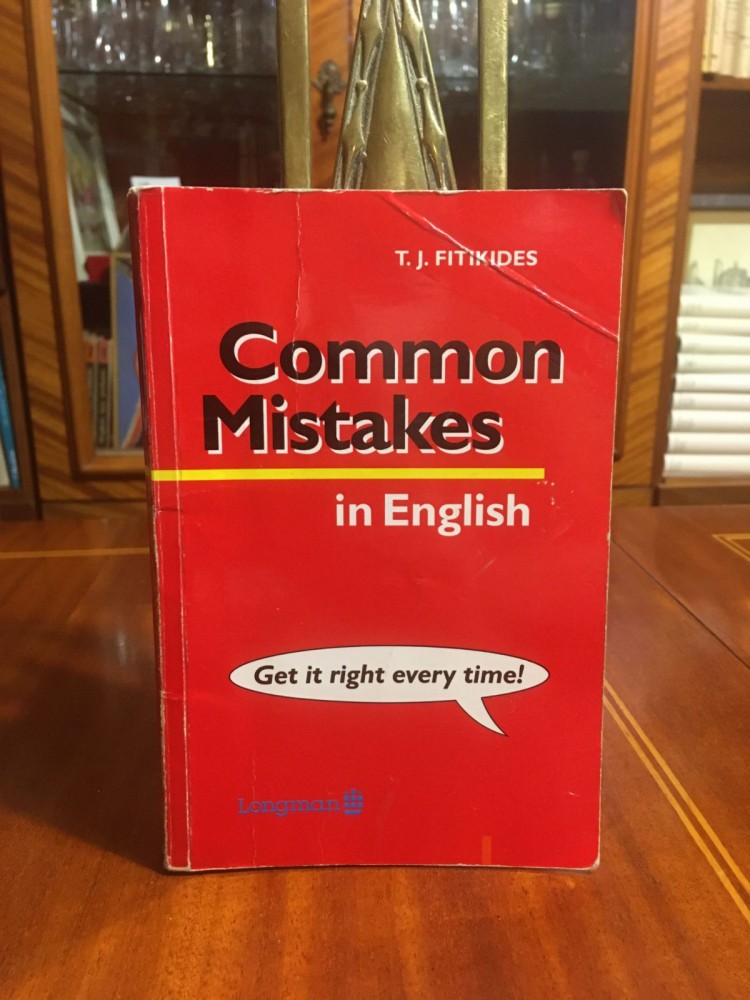 T. J. FITIKIDES
Common
Mistakes
in English
Get it right every time!
Longman